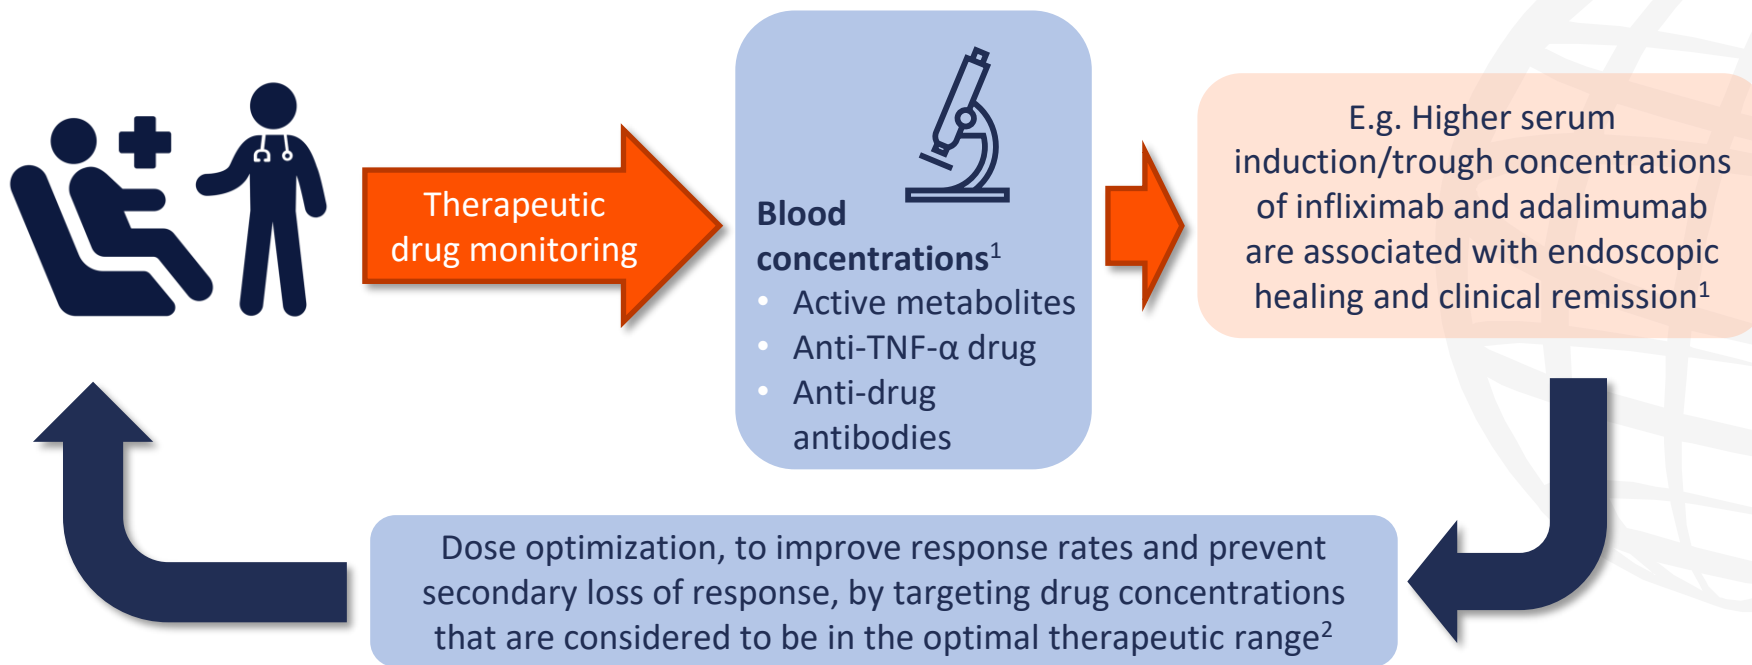 Therapeutic
drug monitoring
Blood
concentrations¹
• Active metabolites
• Anti-TNF-α drug
• Anti-drug
antibodies
E.g. Higher serum
induction/trough concentrations
of infliximab and adalimumab
are associated with endoscopic
healing and clinical remission¹
Dose optimization, to improve response rates and prevent
secondary loss of response, by targeting drug concentrations
that are considered to be in the optimal therapeutic range²